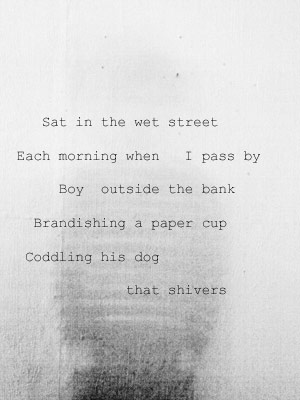 Sat in the wet street
Each morning when I pass by
Boy outside the bank
Brandishing a paper cup
Coddling his dog
that shivers